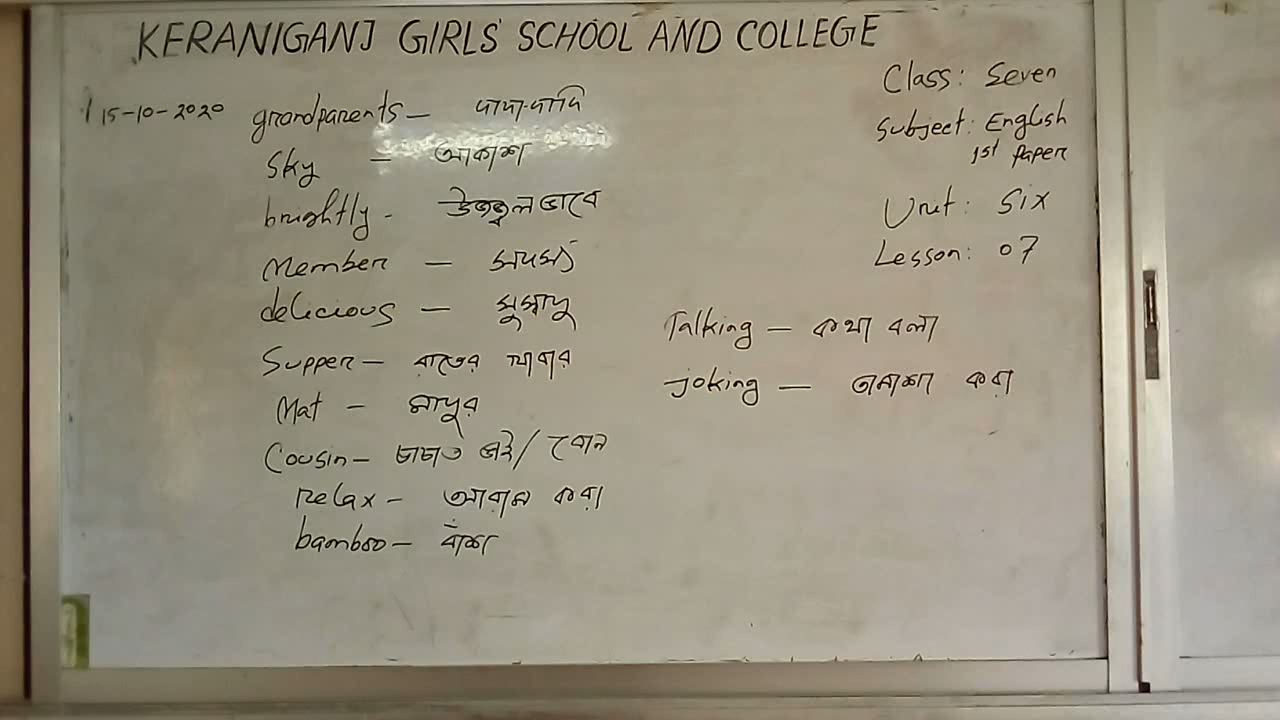 KERANIGANJ GIRLS' SCHOOL AND COLLEGE
Class: Seven
Subject: English
1st Paper
Unit: Six
Lesson: 07
15-10-2020
grandparents – দাদা-দাদি
Sky – আকাশ
brightly - উজ্জ্বল ভাবে
Member – সদস্য
delicious – সুস্বাদু
Supper – রাতের খাবার
Mat – মাদুর
Cousin – চাচাত ভাই/বোন
relax – আরাম করা
bamboo – বাঁশ
Talking – কথা বলা
joking – তামাশা করা